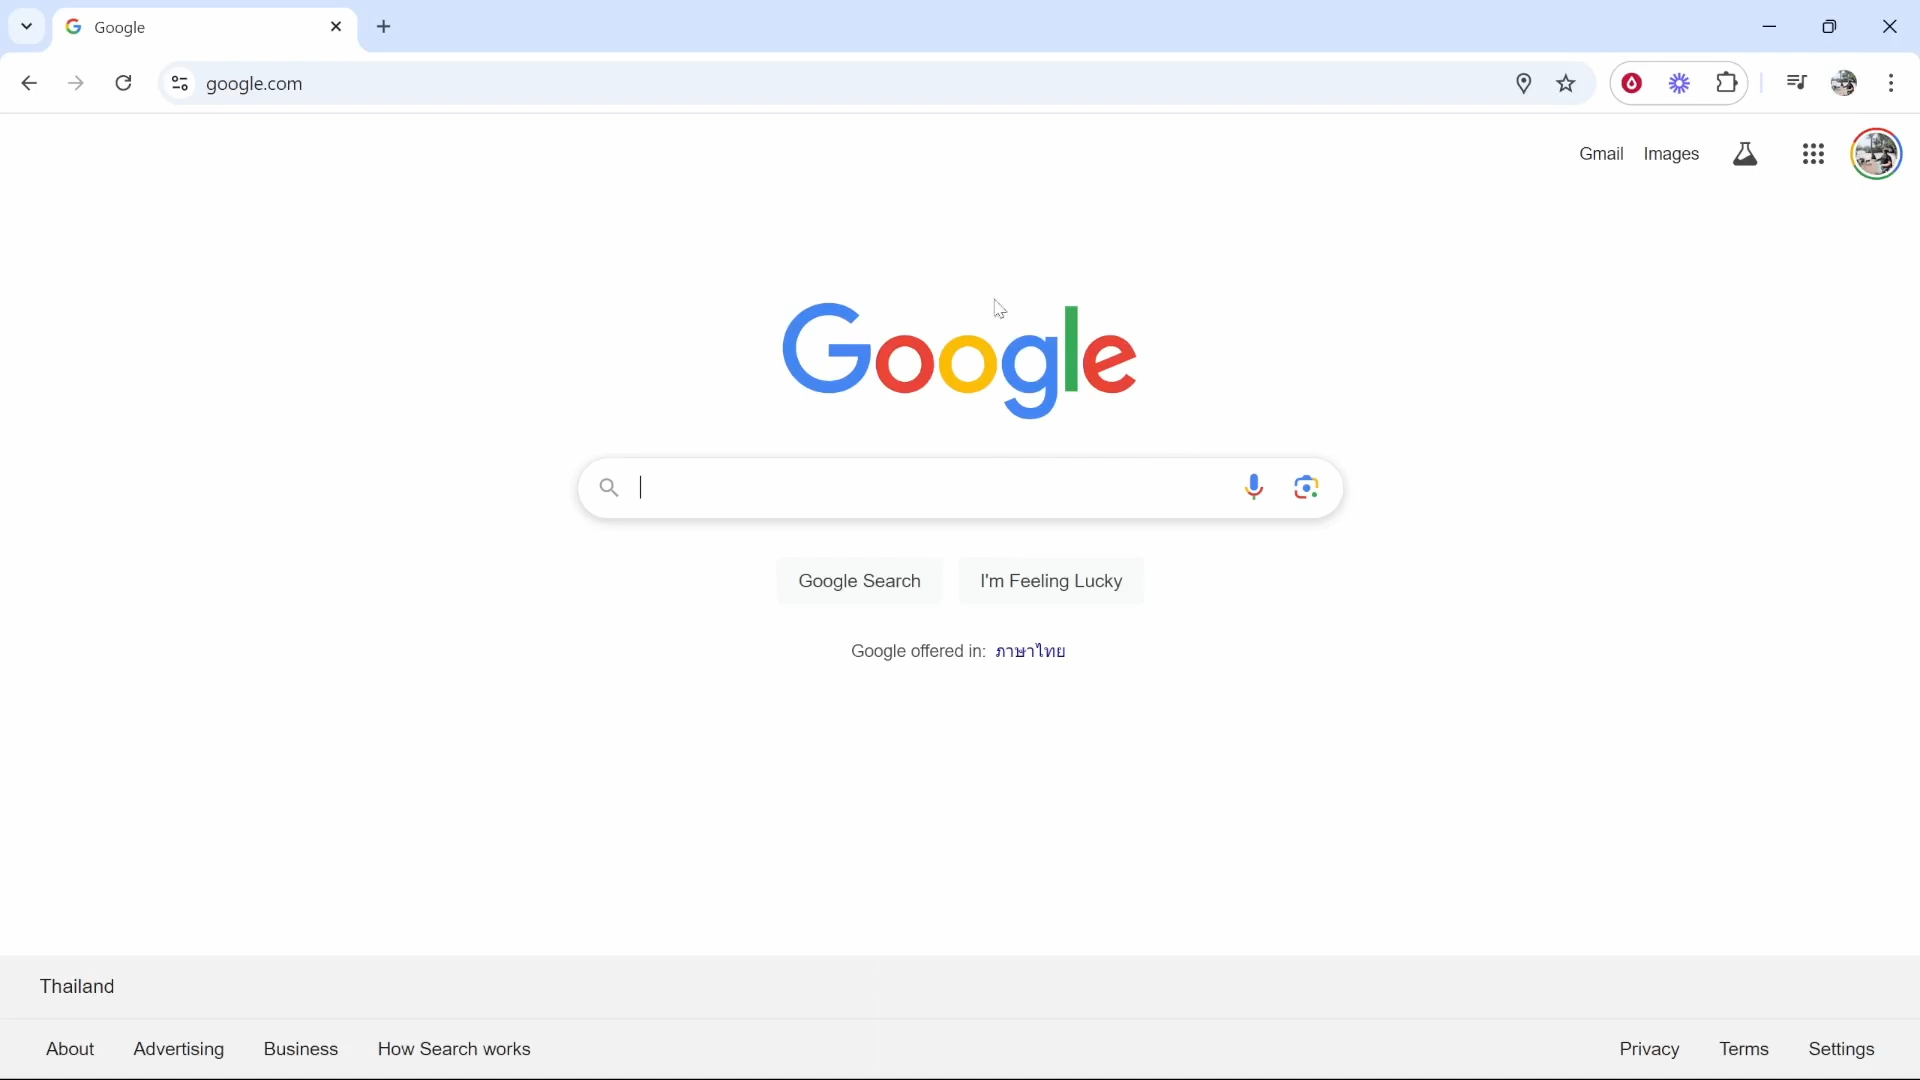 Google
google.com
Gmail Images
Google
Google Search I'm Feeling Lucky
Google offered in: ภาษาไทย
Thailand
About Advertising Business How Search works Privacy Terms Settings